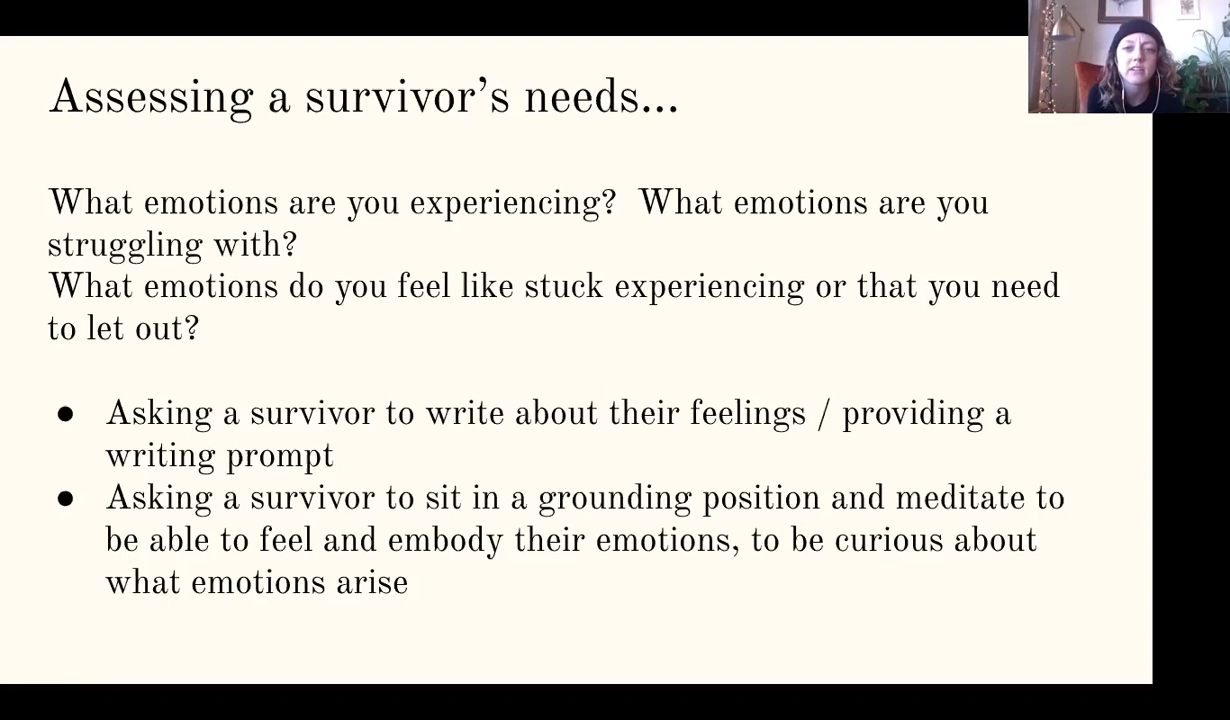 Assessing a survivor’s needs...
What emotions are you experiencing?  What emotions are you
struggling with?
What emotions do you feel like stuck experiencing or that you need
to let out?
● Asking a survivor to write about their feelings / providing a
writing prompt
● Asking a survivor to sit in a grounding position and meditate to
be able to feel and embody their emotions, to be curious about
what emotions arise